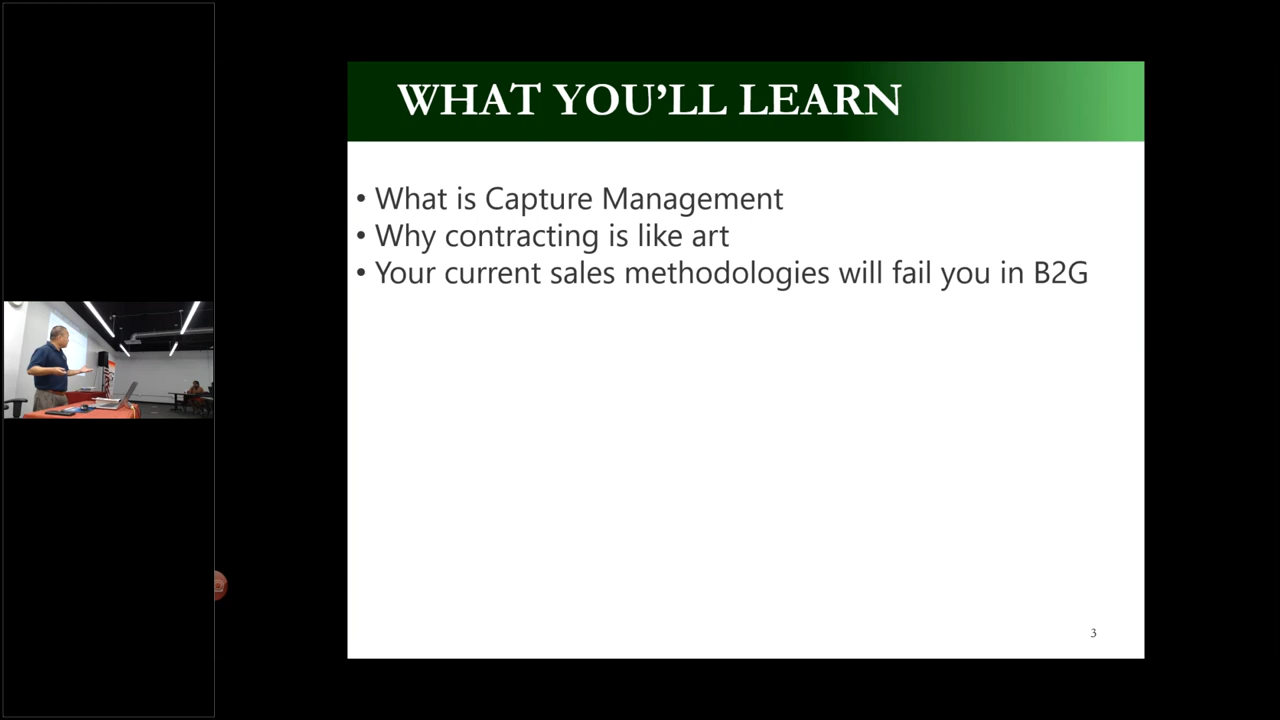 WHAT YOU'LL LEARN
• What is Capture Management
• Why contracting is like art
• Your current sales methodologies will fail you in B2G
3